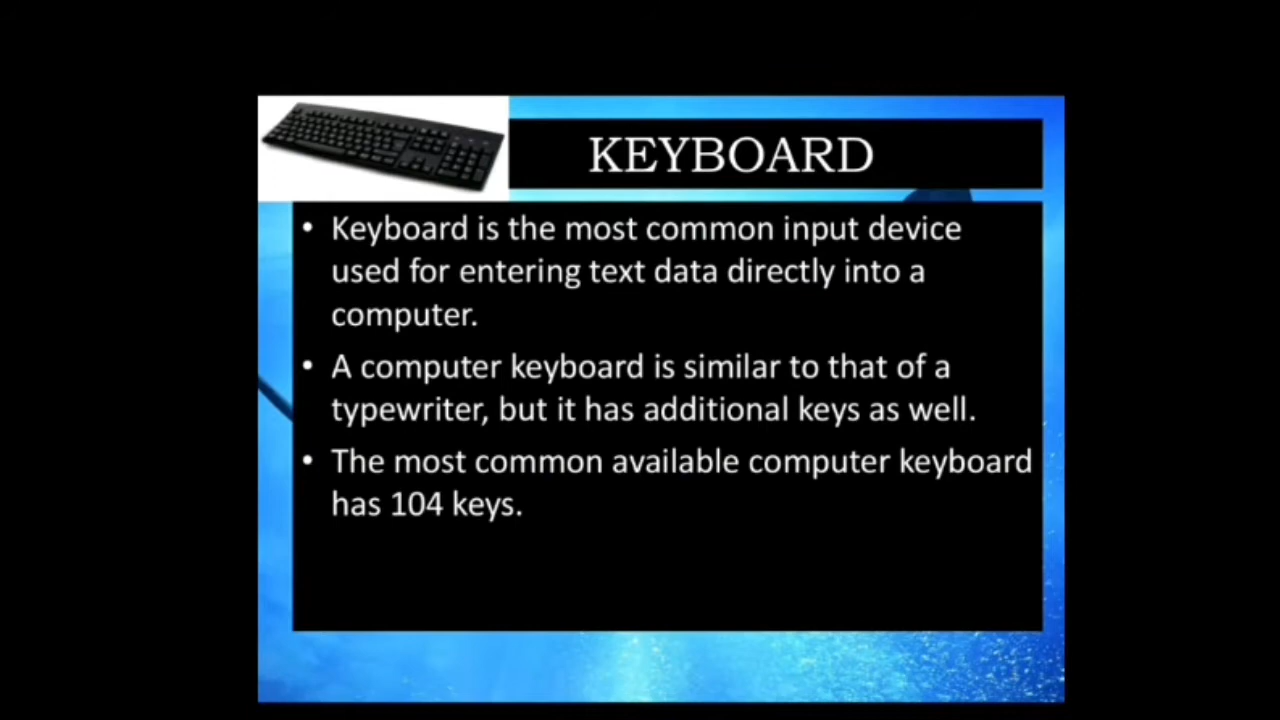 KEYBOARD
• Keyboard is the most common input device
used for entering text data directly into a
computer.
• A computer keyboard is similar to that of a
typewriter, but it has additional keys as well.
• The most common available computer keyboard
has 104 keys.